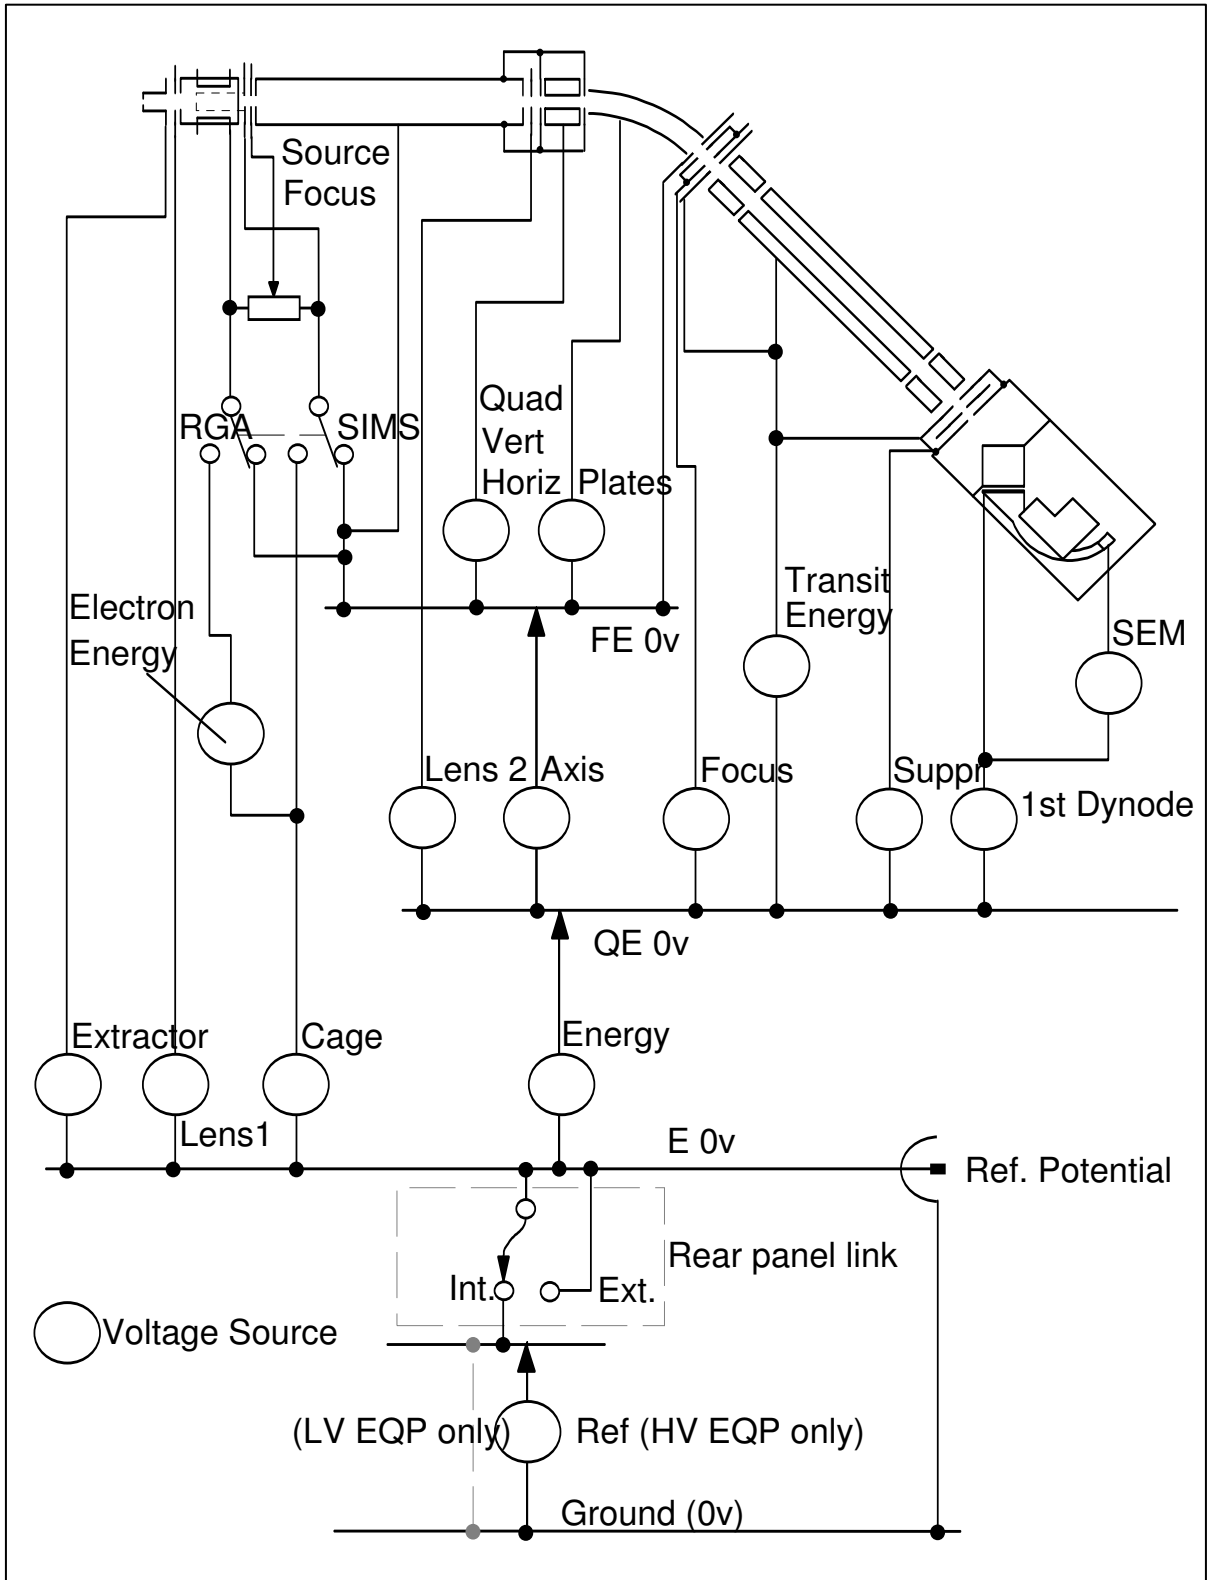 Source
Focus
RGA
SIMS
Quad
Vert
Horiz
Plates
Electron
Energy
Transit
Energy
FE 0v
SEM
Lens 2
Axis
Focus
Suppr
1st Dynode
QE 0v
Extractor
Cage
Energy
Lens1
E 0v
Ref. Potential
Rear panel link
Int.
Ext.
Voltage Source
(LV EQP only)
Ref (HV EQP only)
Ground (0v)